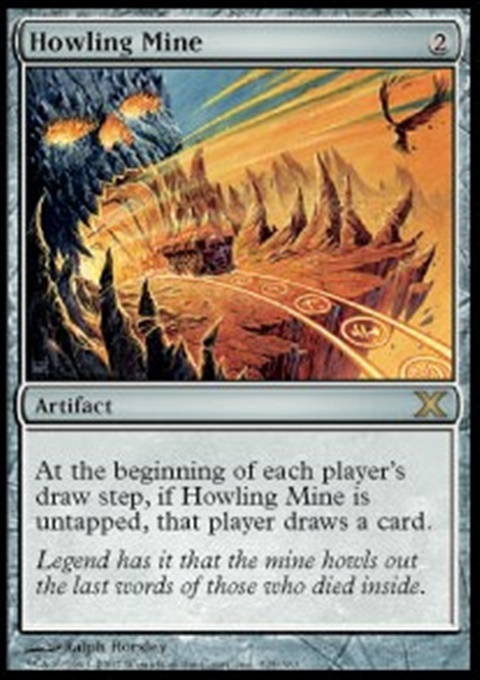 Howling Mine 2
Artifact
At the beginning of each player's
draw step, if Howling Mine is
untapped, that player draws a card.
Legend has it that the mine howls out
the last words of those who died inside.
Ralph Horsley